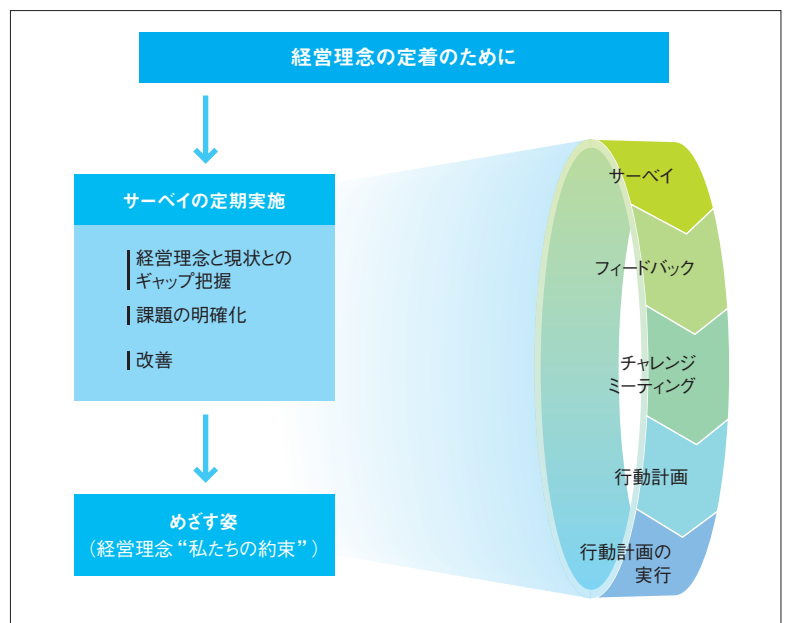 経営理念の定着のために
サーベイの定期実施
経営理念と現状との
ギャップ把握
課題の明確化
改善
めざす姿
（経営理念“私たちの約束”）
サーベイ
フィードバック
チャレンジ
ミーティング
行動計画
行動計画の
実行